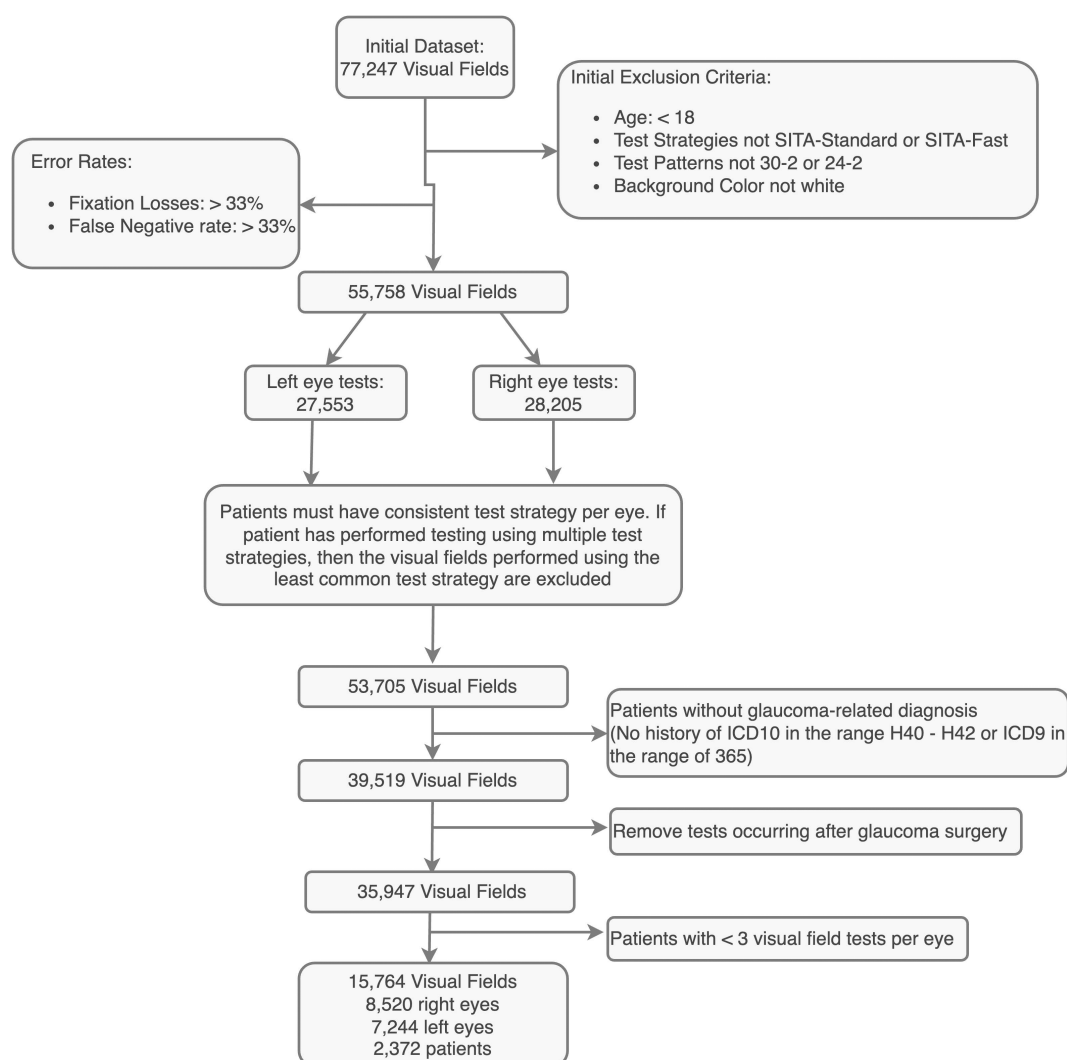 Initial Dataset:
77,247 Visual Fields
Initial Exclusion Criteria:
• Age: < 18
• Test Strategies not SITA-Standard or SITA-Fast
• Test Patterns not 30-2 or 24-2
• Background Color not white
Error Rates:
• Fixation Losses: > 33%
• False Negative rate: > 33%
55,758 Visual Fields
Left eye tests:
27,553
Right eye tests:
28,205
Patients must have consistent test strategy per eye. If
patient has performed testing using multiple test
strategies, then the visual fields performed using the
least common test strategy are excluded
53,705 Visual Fields
Patients without glaucoma-related diagnosis
(No history of ICD10 in the range H40 - H42 or ICD9 in
the range of 365)
39,519 Visual Fields
Remove tests occurring after glaucoma surgery
35,947 Visual Fields
Patients with < 3 visual field tests per eye
15,764 Visual Fields
8,520 right eyes
7,244 left eyes
2,372 patients